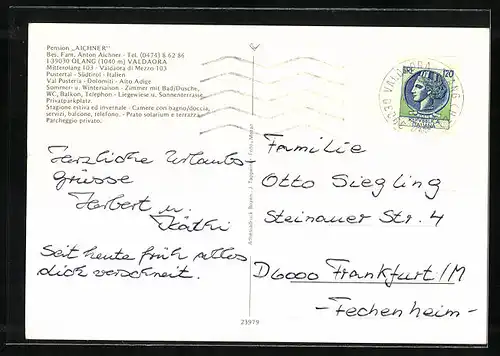 Pension „AICHNER"
Bes. Fam. Anton Aichner - Tel. (0474) 8 62 86
I-39030 OLANG (1040 m) VALDAORA
Mitterolang 103 - Valdaora di Mezzo 103
Pustertal - Südtirol - Italien
Val Pusteria - Dolomiti - Alto Adige
Sommer- u. Wintersaison - Zimmer mit Bad/Dusche,
WC, Balkon, Telephon - Liegewiese u. Sonnenterrasse.
Privatparkplatz.
Stagione estiva ed invernale - Camere con bagno/doccia,
servizi, balcone, telefono. - Prato solarium e terrazza
Parcheggio privato.
Herzliche Urlaubs-
grüsse
Herbert u.
Käthi
Seit heute früh alles
dick verschneit.
23979
120
VALDAORA
Familie
Otto Siegling
Steinauer Str. 4
D6000 Frankfurt/M
- Fechenheim -